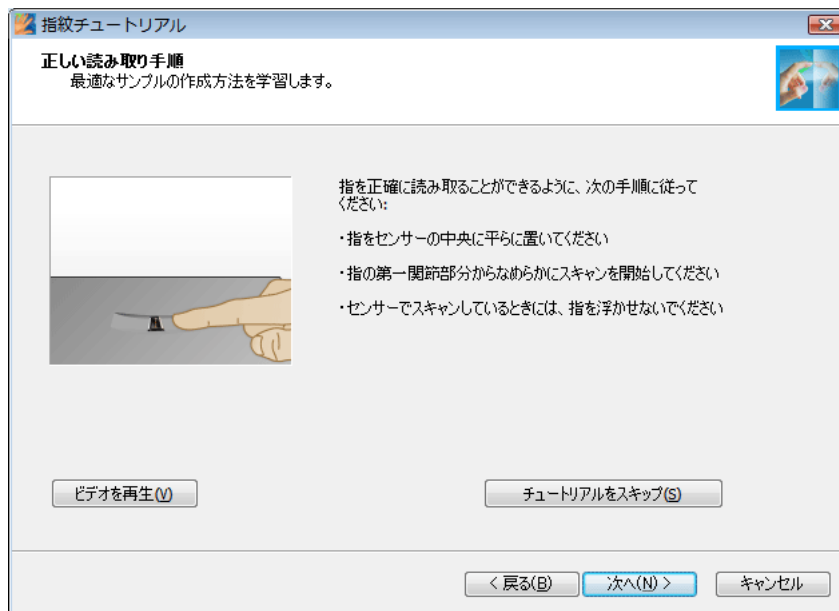 指紋チュートリアル
正しい読み取り手順
最適なサンプルの作成方法を学習します。
指を正確に読み取ることができるように、次の手順に従って
ください:
・指をセンサーの中央に平らに置いてください
・指の第一関節部分からなめらかにスキャンを開始してください
・センサーでスキャンしているときには、指を浮かせないでください
ビデオを再生(V)
チュートリアルをスキップ(S)
< 戻る(B)
次へ(N) >
キャンセル